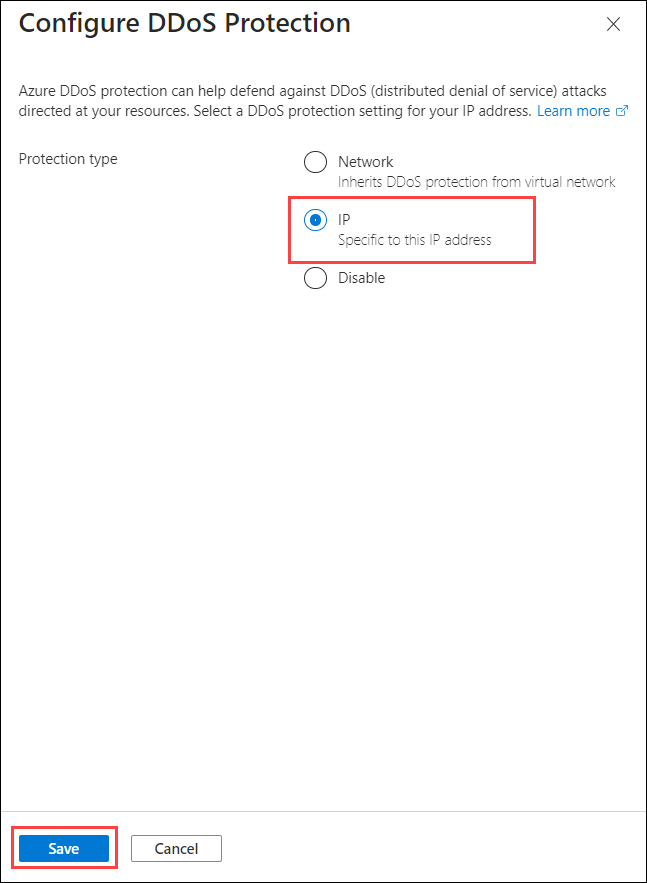 Configure DDoS Protection
Azure DDoS protection can help defend against DDoS (distributed denial of service) attacks
directed at your resources. Select a DDoS protection setting for your IP address. Learn more
Protection type
Network
Inherits DDoS protection from virtual network
IP
Specific to this IP address
Disable
Save
Cancel